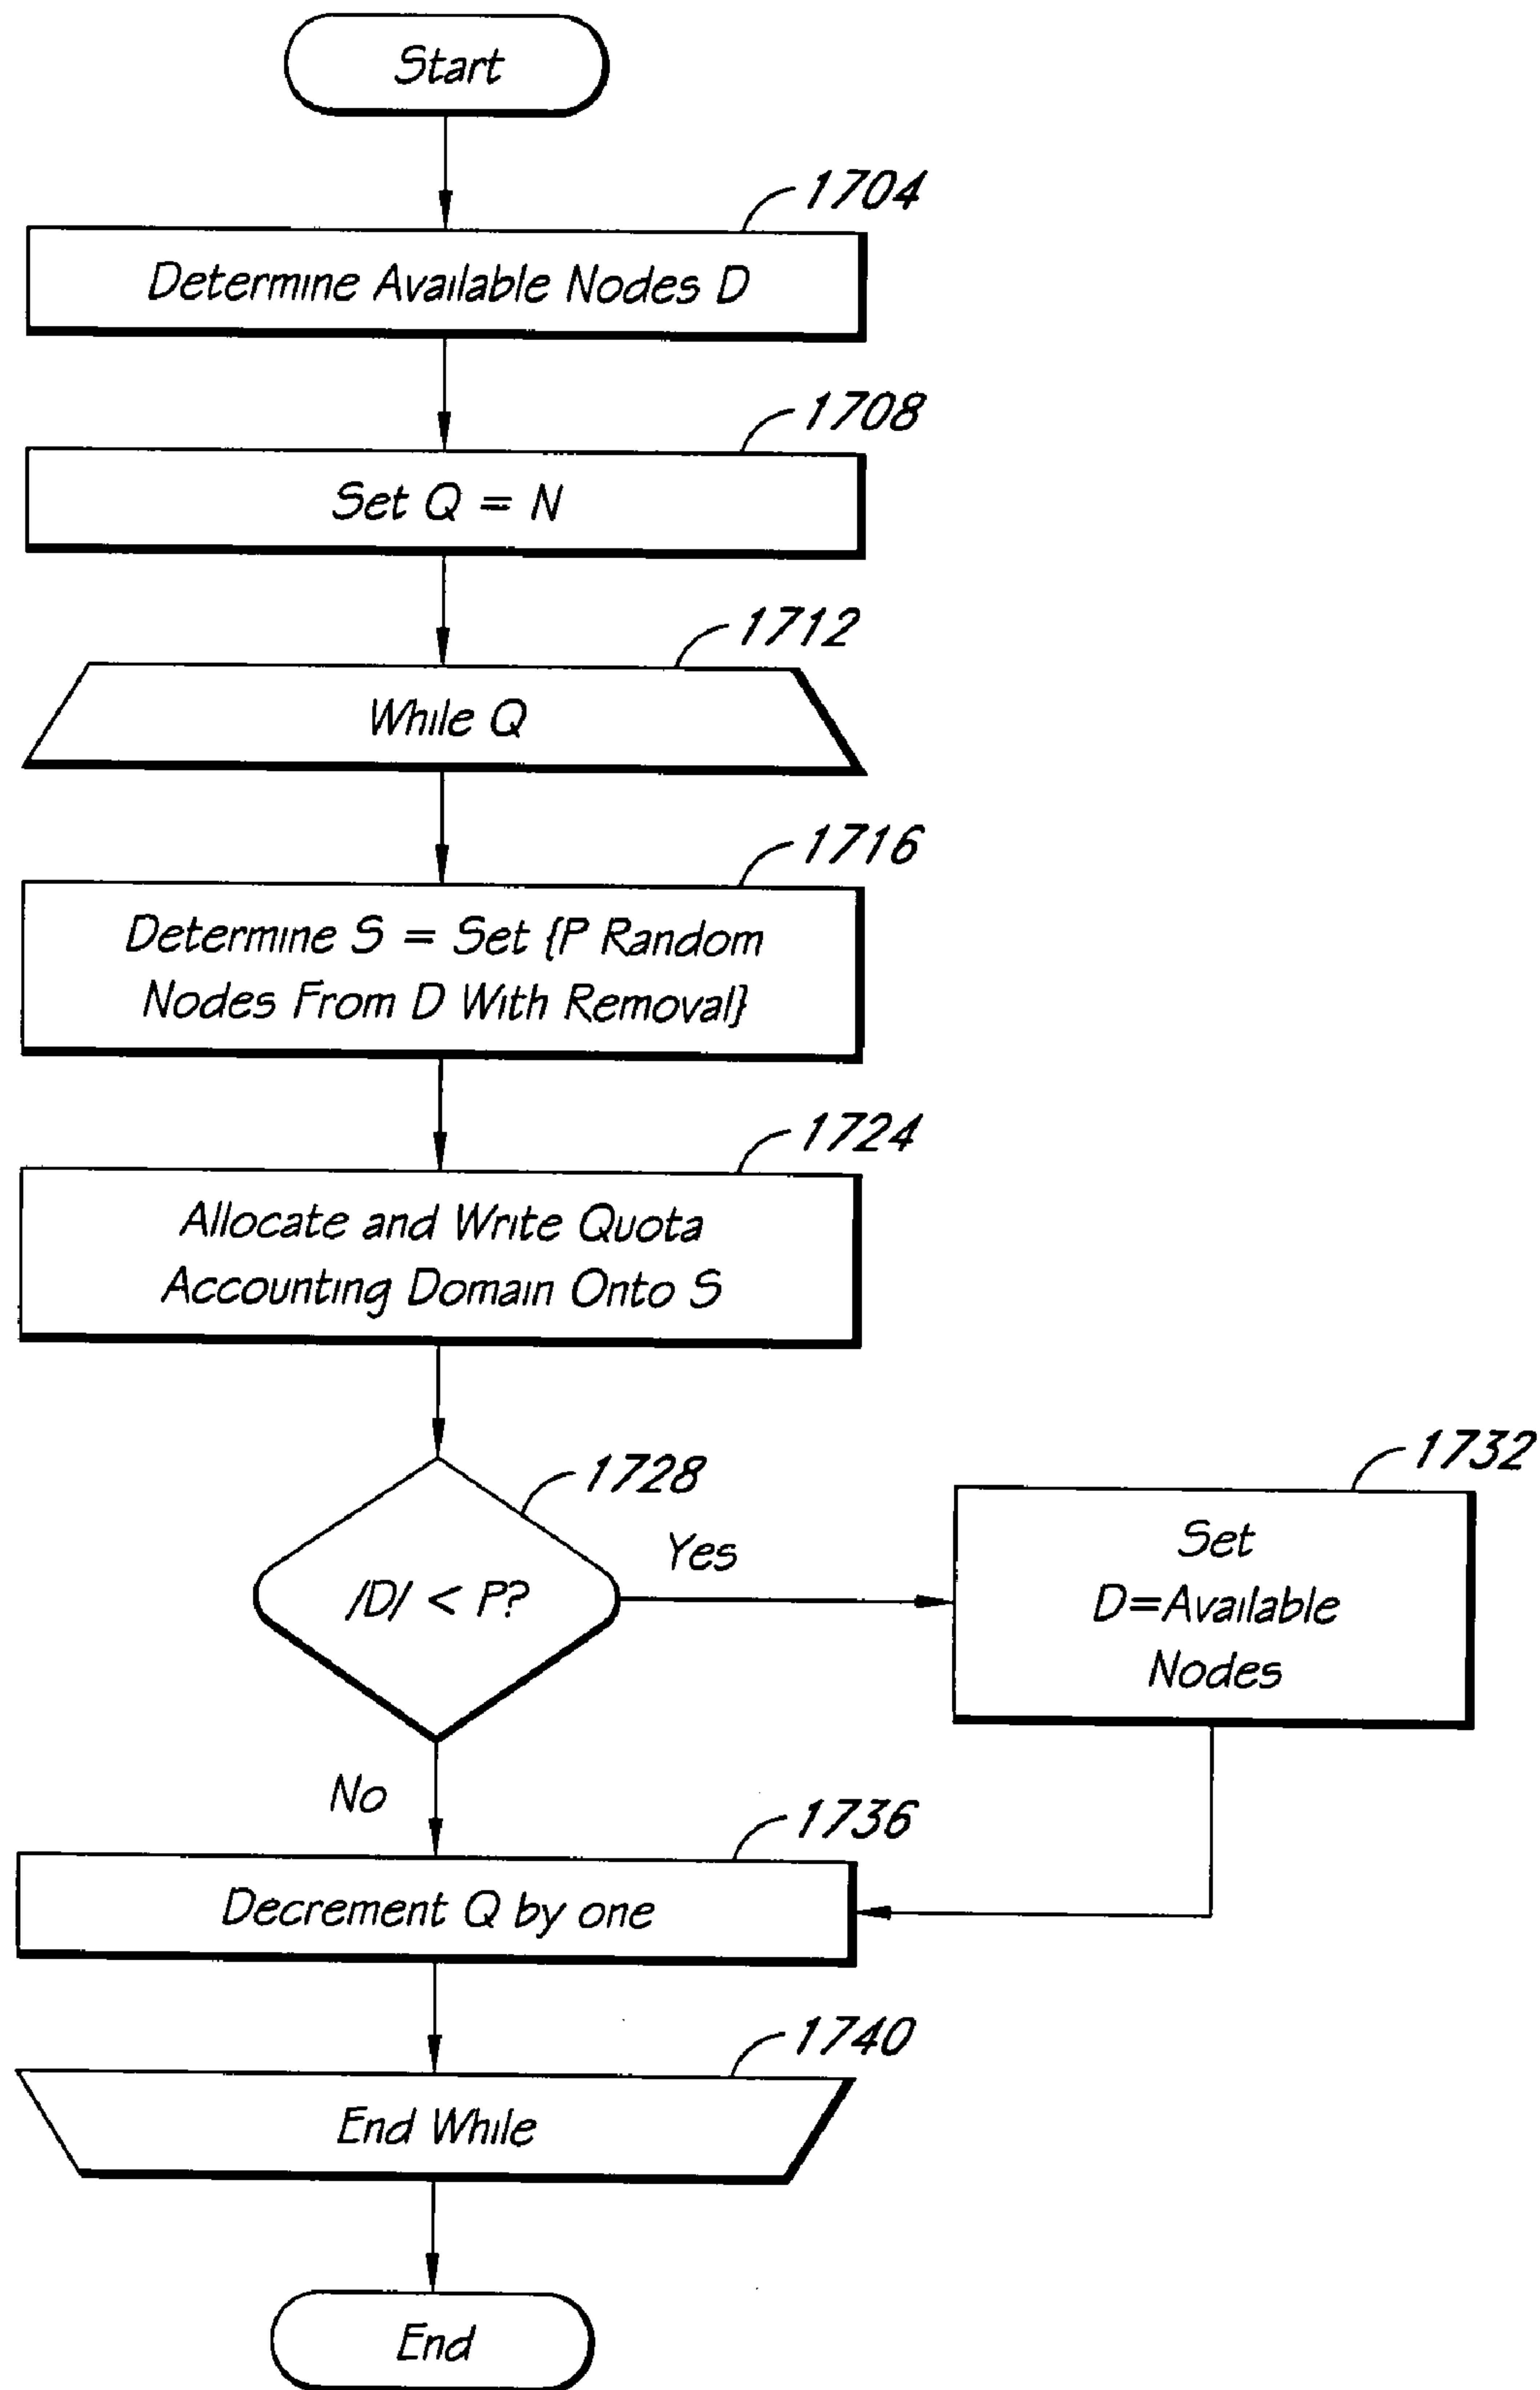 Start
1704
Determine Available Nodes D
1708
Set Q = N
1712
While Q
1716
Determine S = Set {P Random
Nodes From D With Removal}
1724
Allocate and Write Quota
Accounting Domain Onto S
1728
/D/ < P?
Yes
1732
Set
D=Available
Nodes
No
1736
Decrement Q by one
1740
End While
End